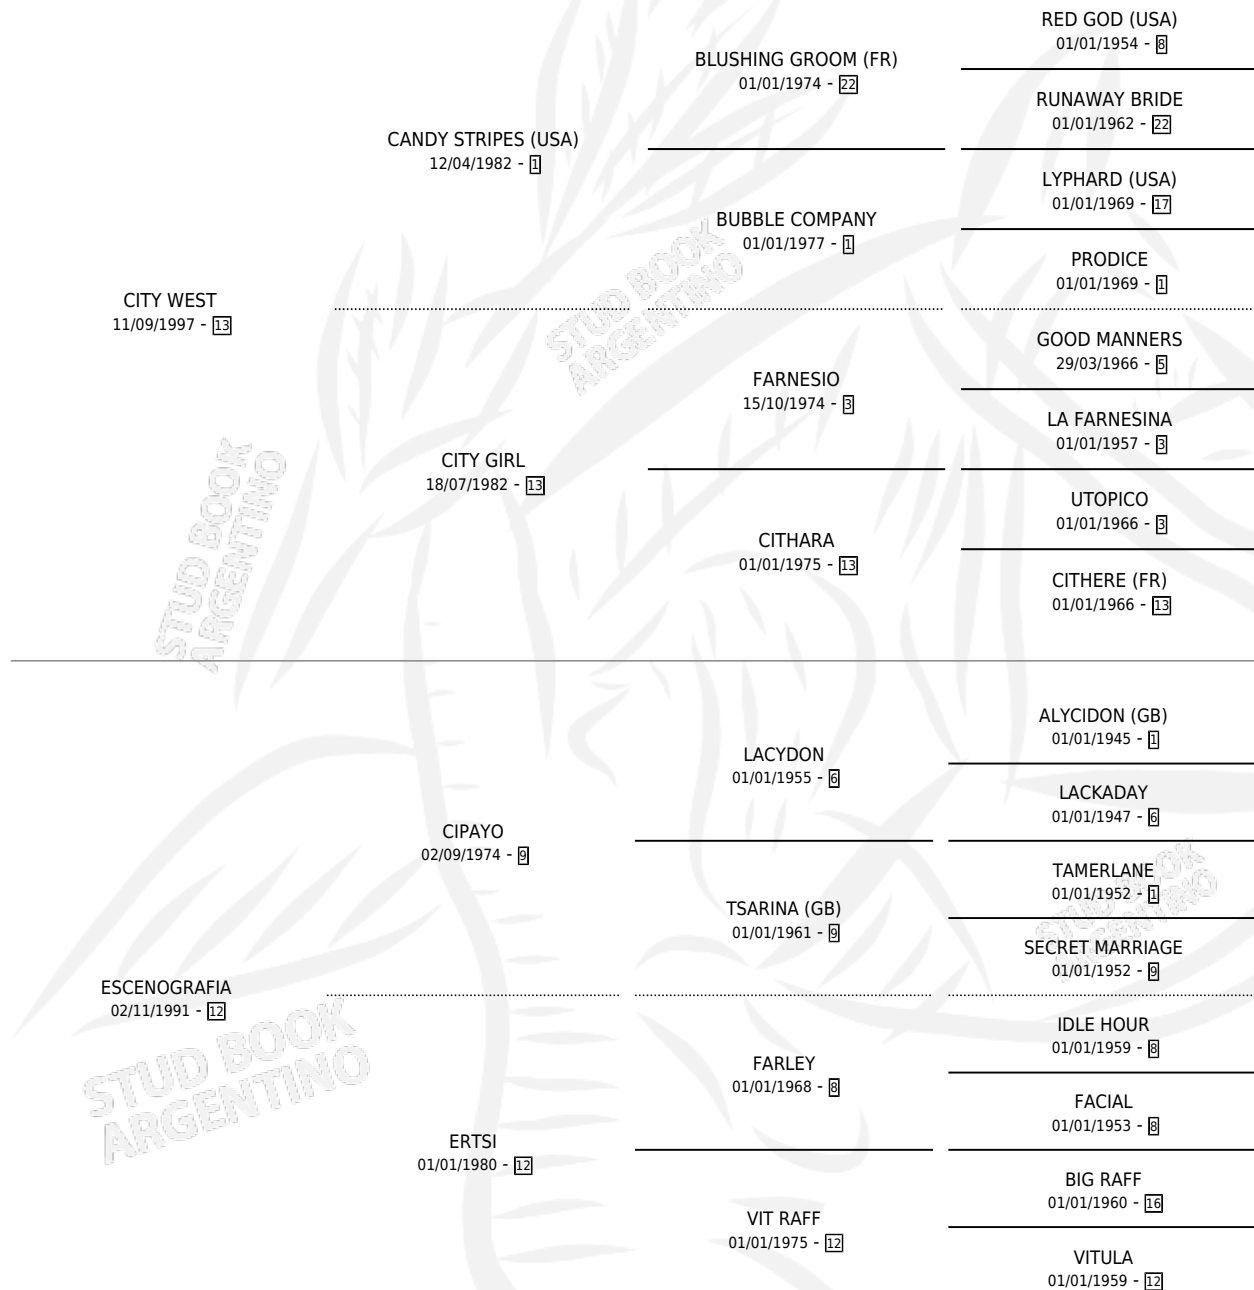 RED GOD (USA)
01/01/1954 - 8
BLUSHING GROOM (FR)
01/01/1974 - 22
RUNAWAY BRIDE
01/01/1962 - 22
CANDY STRIPES (USA)
12/04/1982 - 1
LYPHARD (USA)
01/01/1969 - 17
BUBBLE COMPANY
01/01/1977 - 1
PRODICE
01/01/1969 - 1
CITY WEST
11/09/1997 - 13
GOOD MANNERS
29/03/1966 - 5
FARNESIO
15/10/1974 - 3
LA FARNESINA
01/01/1957 - 3
CITY GIRL
18/07/1982 - 13
UTOPICO
01/01/1966 - 3
CITHARA
01/01/1975 - 13
CITHERE (FR)
01/01/1966 - 13
ALYCIDON (GB)
01/01/1945 - 1
LACYDON
01/01/1955 - 6
LACKADAY
01/01/1947 - 6
CIPAYO
02/09/1974 - 9
TAMERLANE
01/01/1952 - 1
TSARINA (GB)
01/01/1961 - 9
SECRET MARRIAGE
01/01/1952 - 9
ESCENOGRAFIA
02/11/1991 - 12
IDLE HOUR
01/01/1959 - 8
FARLEY
01/01/1968 - 8
FACIAL
01/01/1953 - 8
ERTSI
01/01/1980 - 12
BIG RAFF
01/01/1960 - 16
VIT RAFF
01/01/1975 - 12
VITULA
01/01/1959 - 12
STUD BOOK
ARGENTINO
STUD BOOK
ARGENTINO
STUD BOOK
ARGENTINO
STUD BOOK
ARGENTINO